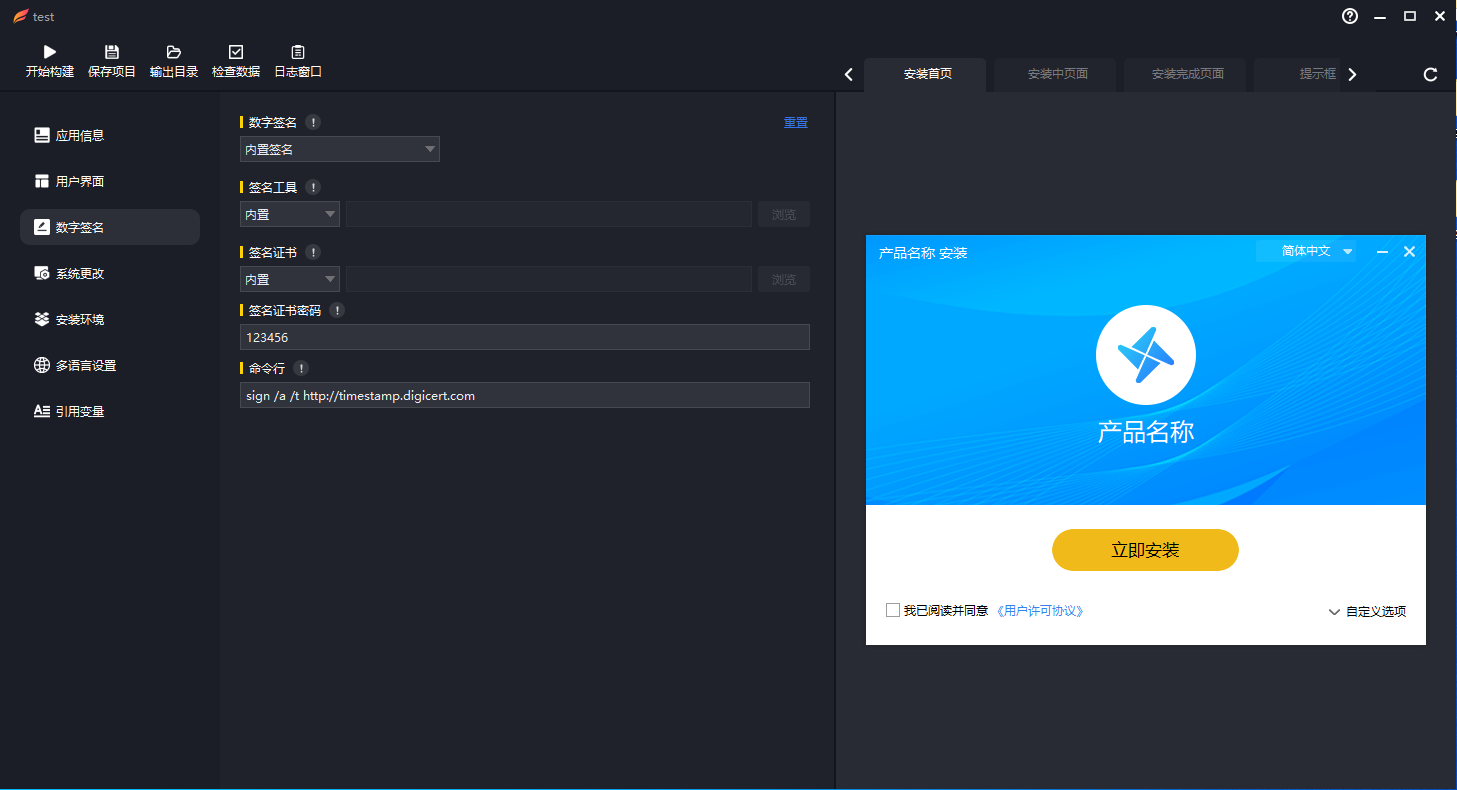 test
开始构建 保存项目 输出目录 检查数据 日志窗口
安装首页 安装中页面 安装完成页面 提示框
应用信息
用户界面
数字签名
系统更改
安装环境
多语言设置
引用变量
数字签名 重置
内置签名
签名工具
内置 浏览
签名证书
内置 浏览
签名证书密码
123456
命令行
sign /a /t http://timestamp.digicert.com
产品名称 安装 简体中文
产品名称
立即安装
我已阅读并同意 《用户许可协议》 自定义选项